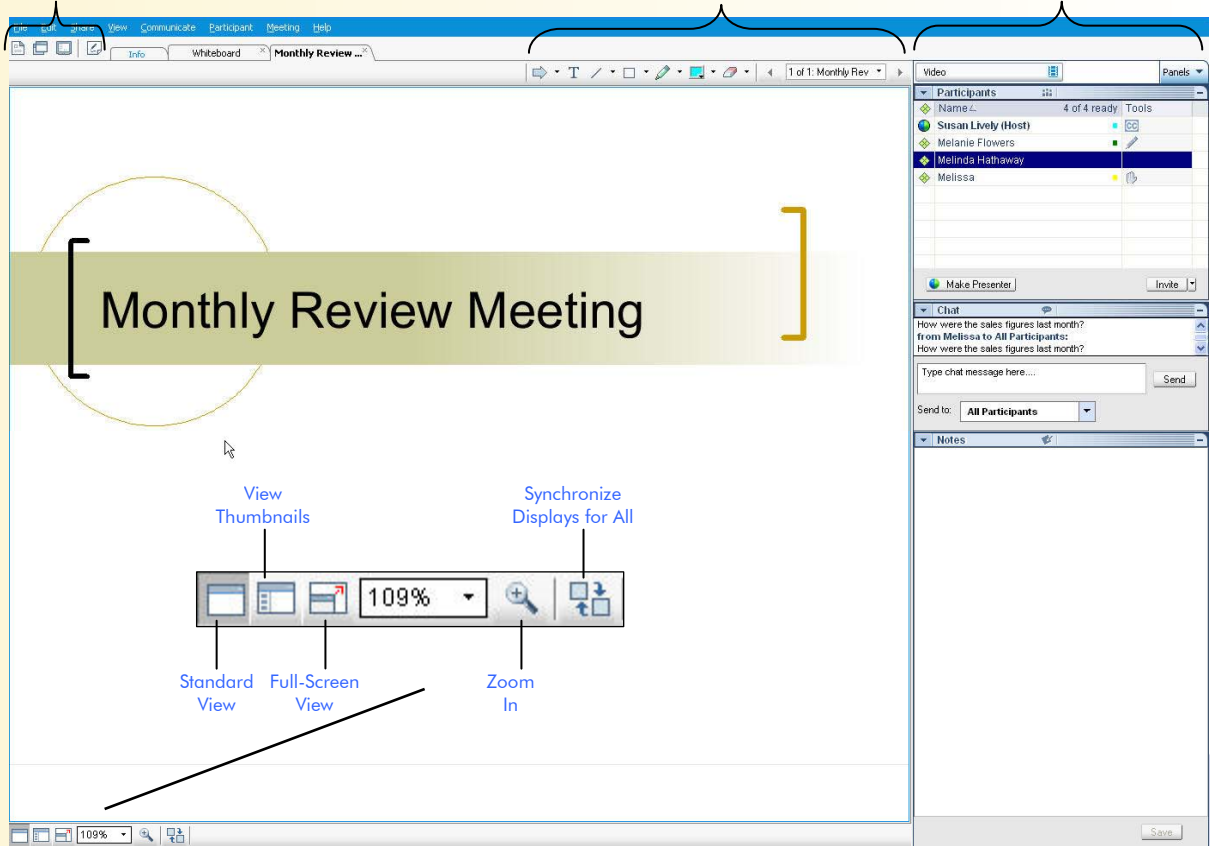 File Edit Share View Communicate Participant Meeting Help
Info Whiteboard Monthly Review ...
1 of 1: Monthly Rev
Video Panels
Participants
Name 4 of 4 ready Tools
Susan Lively (Host) CC
Melanie Flowers
Melinda Hathaway
Melissa
Make Presenter Invite
Chat
How were the sales figures last month?
from Melissa to All Participants:
How were the sales figures last month?
Type chat message here....
Send
Send to: All Participants
Notes
Save
Monthly Review Meeting
View
Thumbnails
Synchronize
Displays for All
109%
Standard
View
Full-Screen
View
Zoom
In
109%